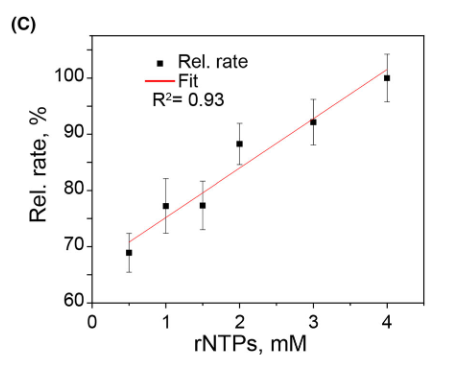 (C)
Rel. rate
Fit
R²= 0.93
Rel. rate, %
100
90
80
70
60
0 1 2 3 4
rNTPs, mM